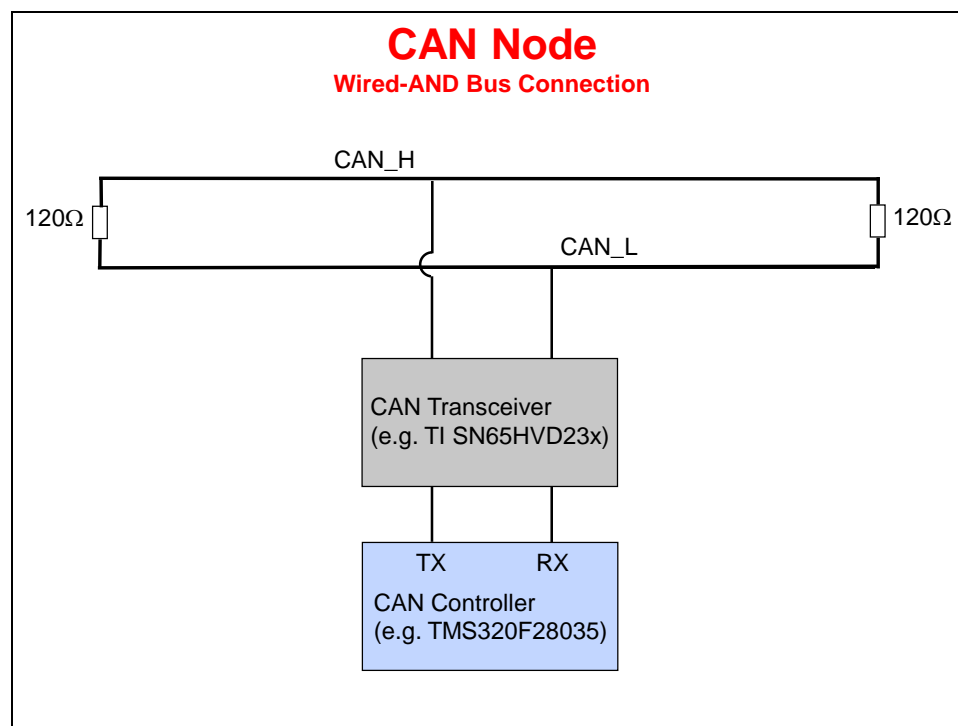 CAN Node
Wired-AND Bus Connection
CAN_H
120Ω
120Ω
CAN_L
CAN Transceiver
(e.g. TI SN65HVD23x)
TX RX
CAN Controller
(e.g. TMS320F28035)